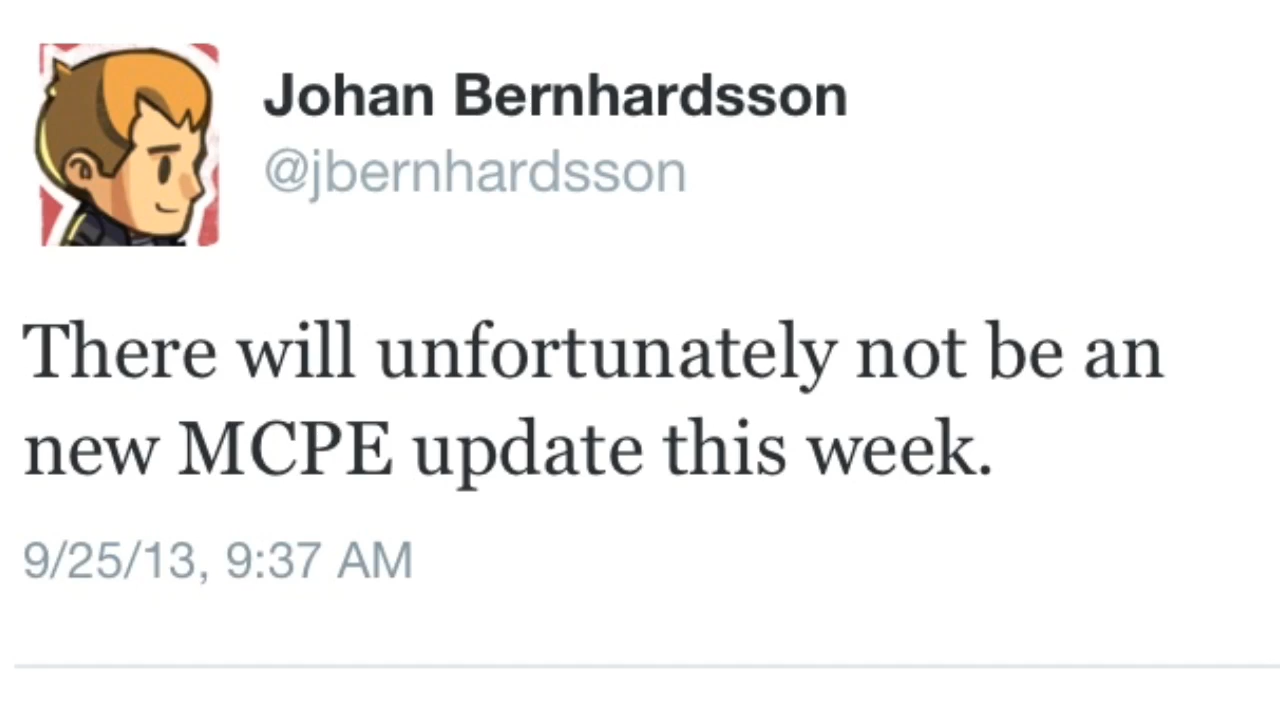 Johan Bernhardsson
@jbernhardsson
There will unfortunately not be an
new MCPE update this week.
9/25/13, 9:37 AM